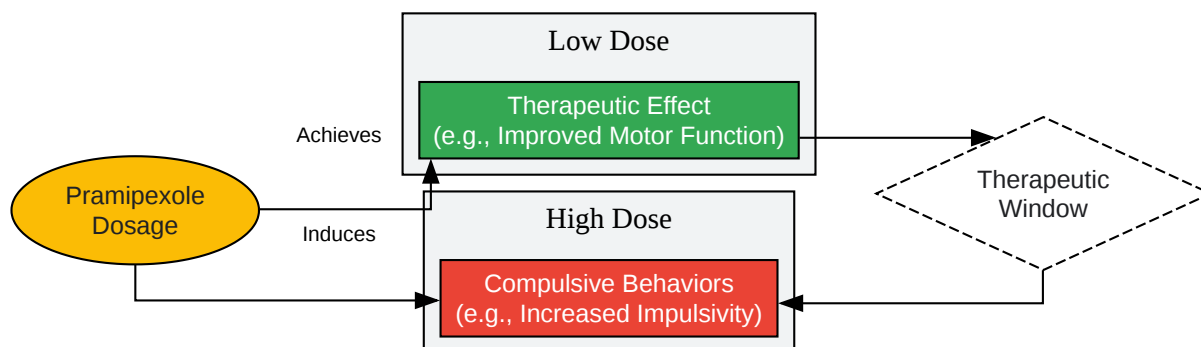 Low Dose
Therapeutic Effect
(e.g., Improved Motor Function)
Achieves
Pramipexole
Dosage
Induces
High Dose
Compulsive Behaviors
(e.g., Increased Impulsivity)
Therapeutic
Window